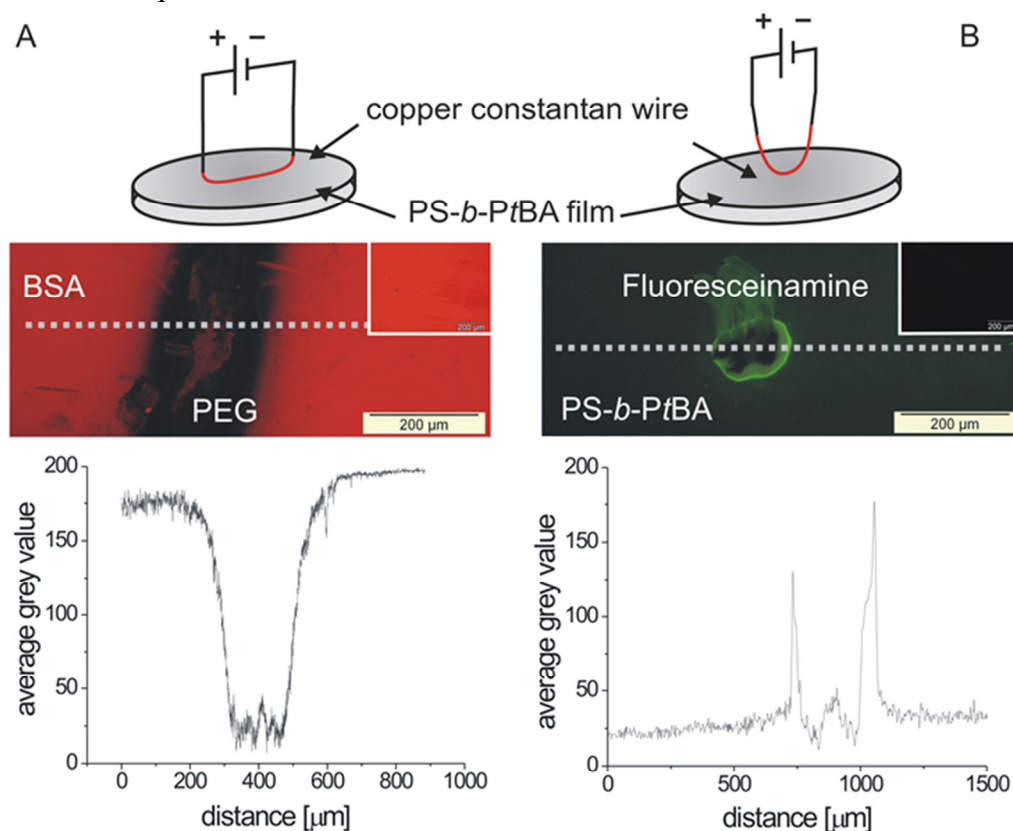 A
B
+ −
+ −
copper constantan wire
PS-b-PtBA film
BSA
PEG
200 µm
200 µm
Fluoresceinamine
PS-b-PtBA
200 µm
200 µm
200
150
100
50
0
average grey value
0 200 400 600 800 1000
distance [µm]
200
150
100
50
0
average grey value
0 500 1000 1500
distance [µm]